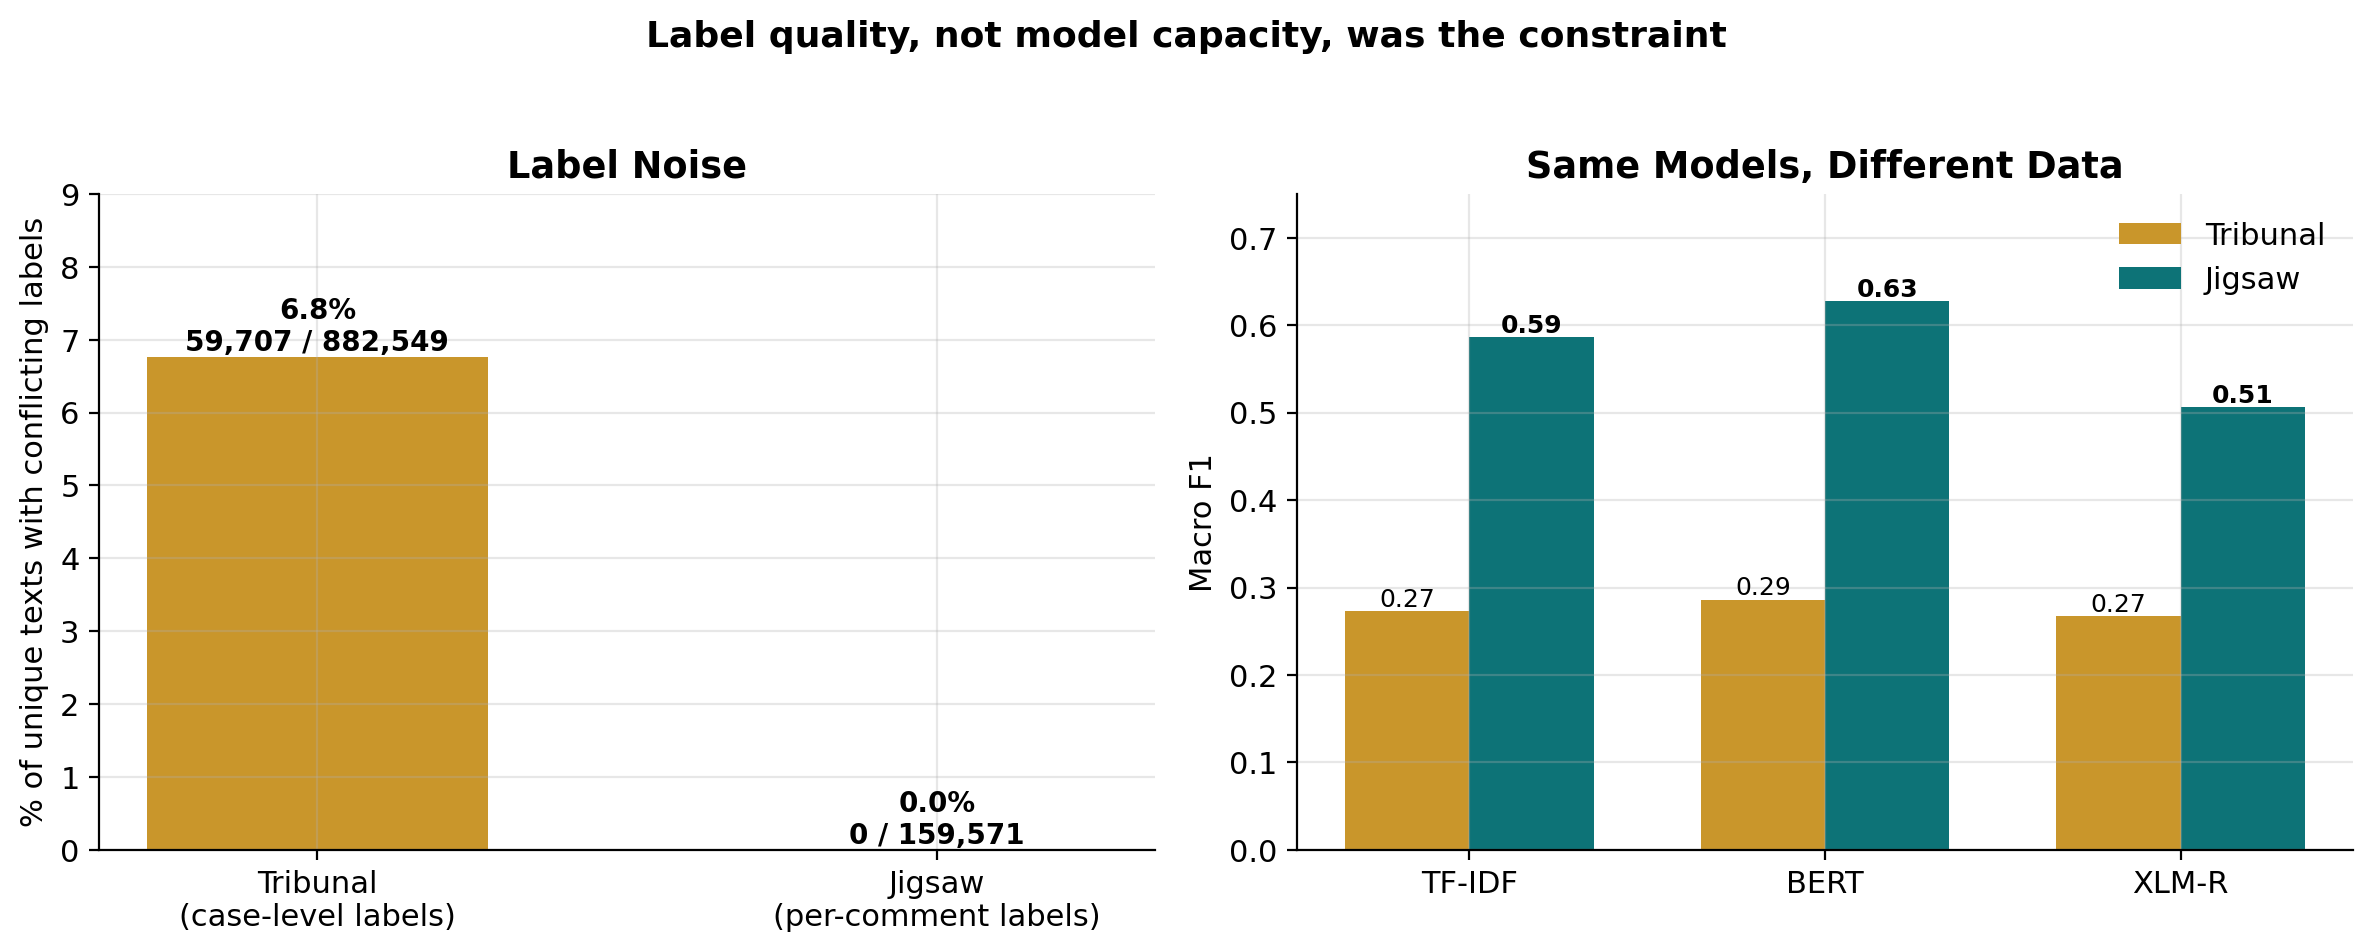 Label quality, not model capacity, was the constraint
Label Noise
% of unique texts with conflicting labels
9
8
7
6
5
4
3
2
1
0
6.8%
59,707 / 882,549
0.0%
0 / 159,571
Tribunal
(case-level labels)
Jigsaw
(per-comment labels)
Same Models, Different Data
Macro F1
0.7
0.6
0.5
0.4
0.3
0.2
0.1
0.0
Tribunal
Jigsaw
0.27
0.59
0.29
0.63
0.27
0.51
TF-IDF
BERT
XLM-R